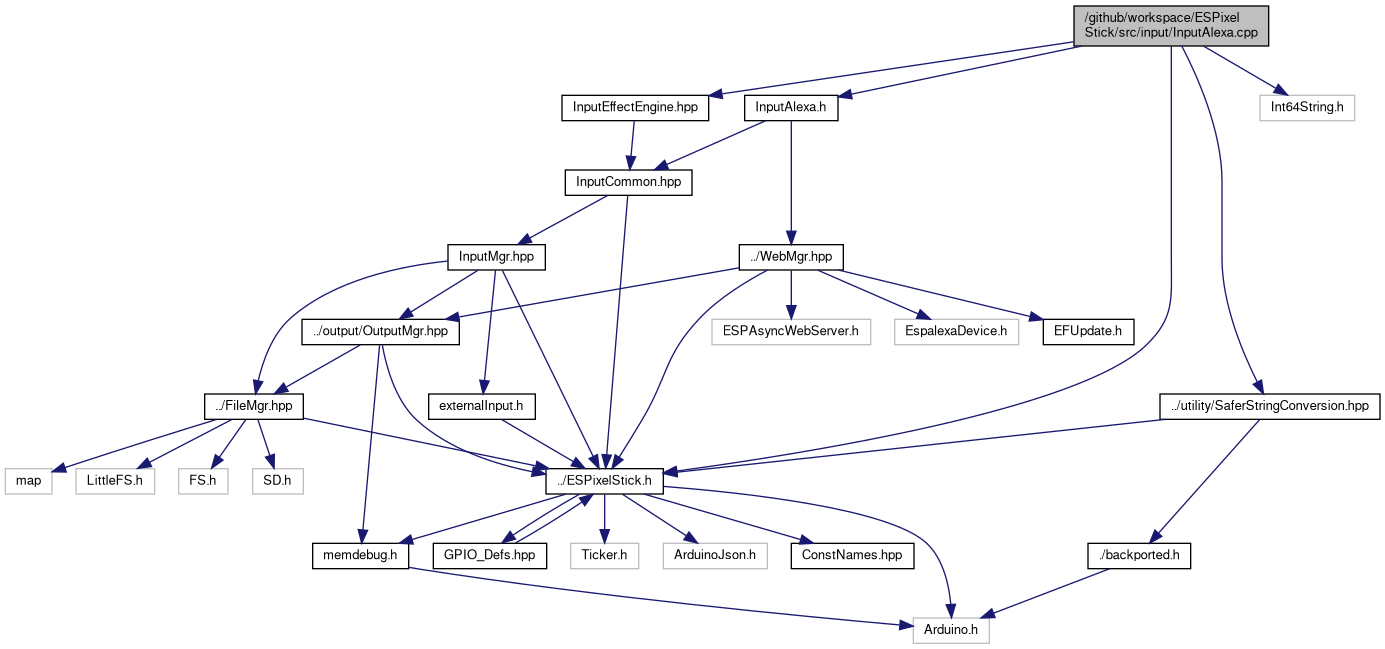 /github/workspace/ESPixel
Stick/src/input/InputAlexa.cpp
InputEffectEngine.hpp
InputAlexa.h
Int64String.h
InputCommon.hpp
InputMgr.hpp
../WebMgr.hpp
../output/OutputMgr.hpp
ESPAsyncWebServer.h
EspalexaDevice.h
EFUpdate.h
../FileMgr.hpp
externalInput.h
../utility/SaferStringConversion.hpp
map
LittleFS.h
FS.h
SD.h
../ESPixelStick.h
memdebug.h
GPIO_Defs.hpp
Ticker.h
ArduinoJson.h
ConstNames.hpp
./backported.h
Arduino.h